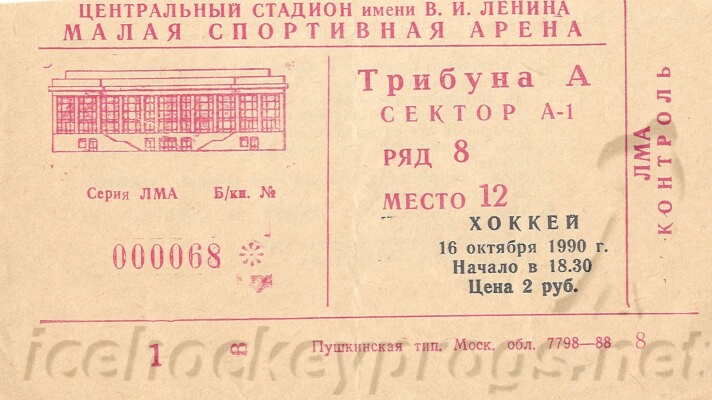 ЦЕНТРАЛЬНЫЙ СТАДИОН имени В. И. ЛЕНИНА
МАЛАЯ СПОРТИВНАЯ АРЕНА
Трибуна А
СЕКТОР А-1
РЯД 8
МЕСТО 12
Серия ЛМА Б/кн. №
000068
ХОККЕЙ
16 октября 1990 г.
Начало в 18.30
Цена 2 руб.
ЛМА
КОНТРОЛЬ
1 В Пушкинская тип. Моск. обл. 7798—88 8
icehockeyprogs.net